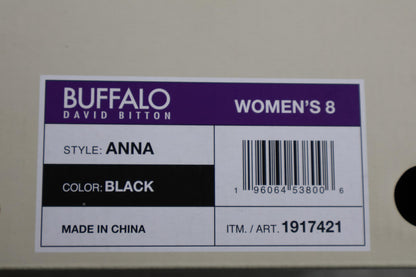 BUFFALO
DAVID BITTON
WOMEN'S 8
STYLE: ANNA
COLOR: BLACK
1 96064 53800 6
MADE IN CHINA
ITM. / ART. 1917421